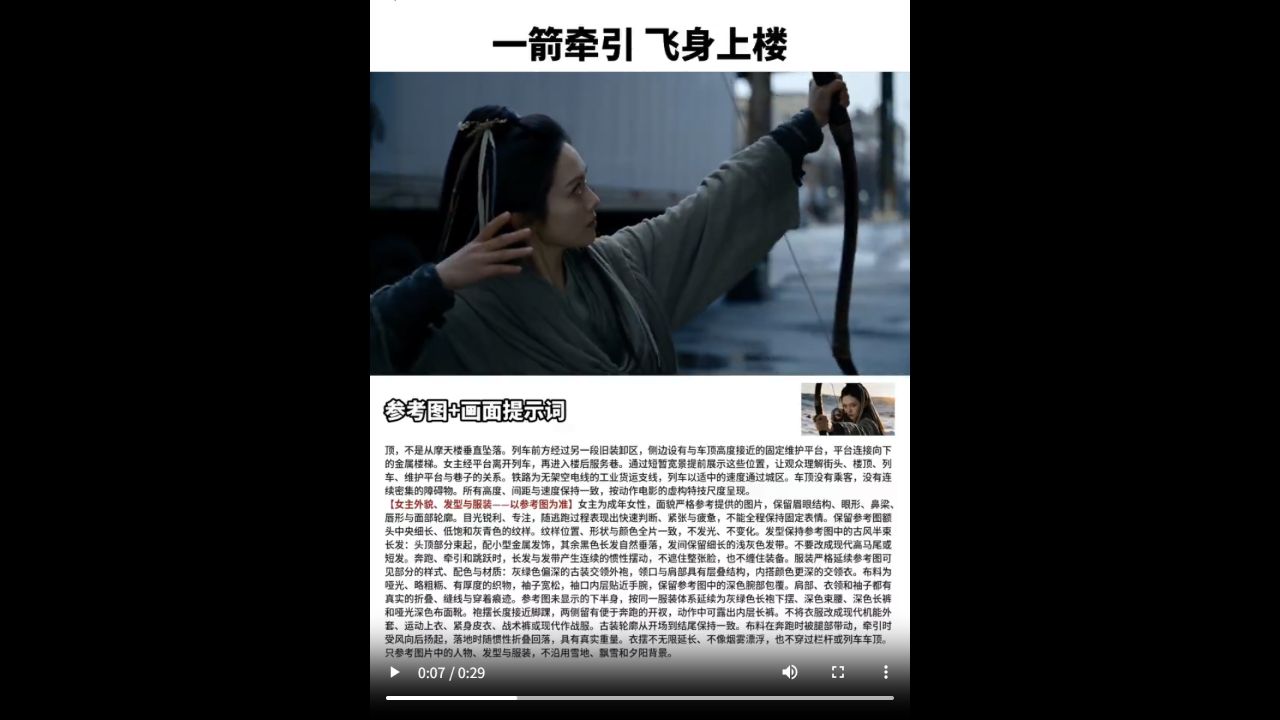 一箭牵引 飞身上楼
参考图+画面提示词
顶，不是从摩天楼垂直坠落。列车前方经过另一段旧装卸区，侧边设有与车顶高度接近的固定维护平台，平台连接向下
的金属楼梯。女主经平台离开列车，再进入楼后服务巷。通过短暂宽景提前展示这些位置，让观众理解街头、楼顶、列
车、维护平台与巷子的关系。铁路为无架空电线的工业货运支线，列车以适中的速度通过城区。车顶没有乘客，没有连
续密集的障碍物。所有高度、间距与速度保持一致，按动作电影的虚构特技尺度呈现。
【女主外貌、发型与服装——以参考图为准】女主为成年女性，面貌严格参考提供的图片，保留眉眼结构、眼形、鼻梁、
唇形与面部轮廓。目光锐利、专注，随逃跑过程表现出快速判断、紧张与疲惫，不能全程保持固定表情。保留参考图额
头中央细长、低饱和灰青色的纹样。纹样位置、形状与颜色全片一致，不发光、不变化。发型保持参考图中的古风半束
长发：头顶部分束起，配小型金属发饰，其余黑色长发自然垂落，发间保留细长的浅灰色发带。不要改成现代高马尾或
短发。奔跑、牵引和跳跃时，长发与发带产生连续的惯性摆动，不遮住整张脸，也不缠住装备。服装严格延续参考图可
见部分的样式、配色与材质：灰绿色偏深的古装交领外袍，领口与肩部具有层叠结构，内搭颜色更深的交领衣。布料为
哑光、略粗粝、有厚度的织物，袖子宽松，袖口内层贴近手腕，保留参考图中的深色腕部包覆。肩部、衣领和袖子都有
真实的折叠、缝线与穿着痕迹。参考图未显示的下半身，按同一服装体系延续为灰绿色长袍下摆、深色束腰、深色长裤
和哑光深色布面靴。袍摆长度接近脚踝，两侧留有便于奔跑的开衩，动作中可露出内层长裤。不将衣服改成现代机能外
套、运动上衣、紧身皮衣、战术裤或现代作战服。古装轮廓从开场到结尾保持一致。布料在奔跑时被腿部带动，牵引时
受风向后扬起，落地时随惯性折叠回落，具有真实重量。衣摆不无限延长、不像烟雾漂浮，也不穿过栏杆或列车车顶。
只参考图片中的人物、发型与服装，不沿用雪地、飘雪和夕阳背景。
0:07 / 0:29